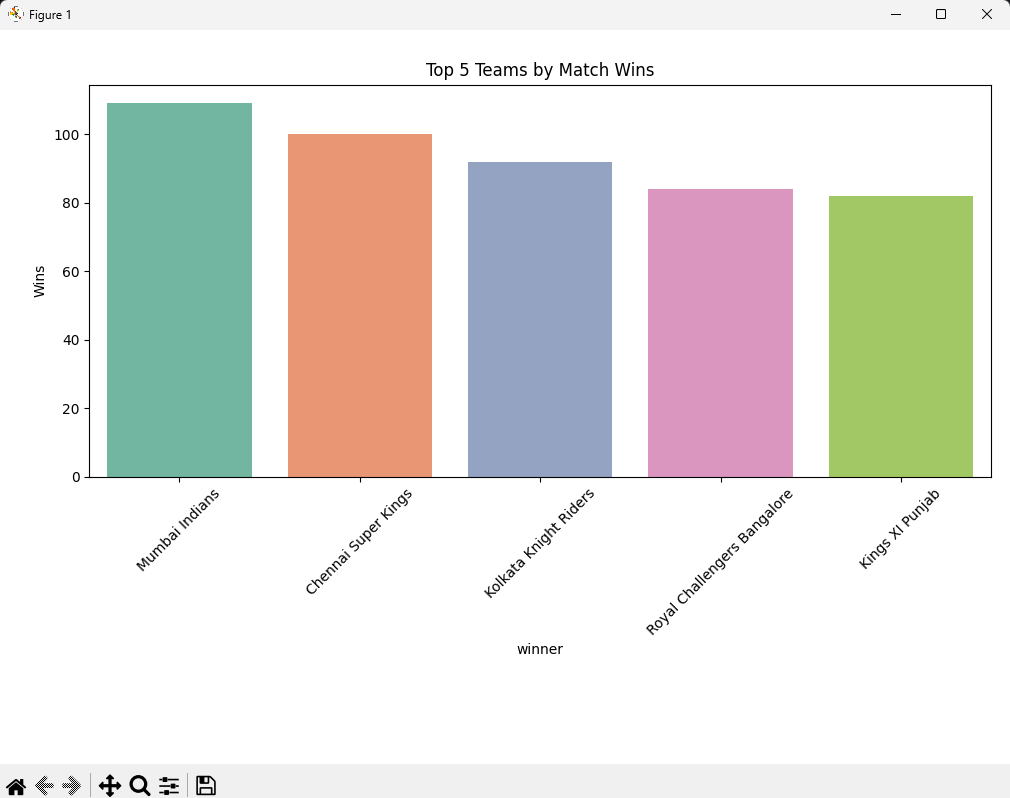 Figure 1
Top 5 Teams by Match Wins
100
80
60
40
20
0
Wins
Mumbai Indians
Chennai Super Kings
Kolkata Knight Riders
Royal Challengers Bangalore
Kings XI Punjab
winner